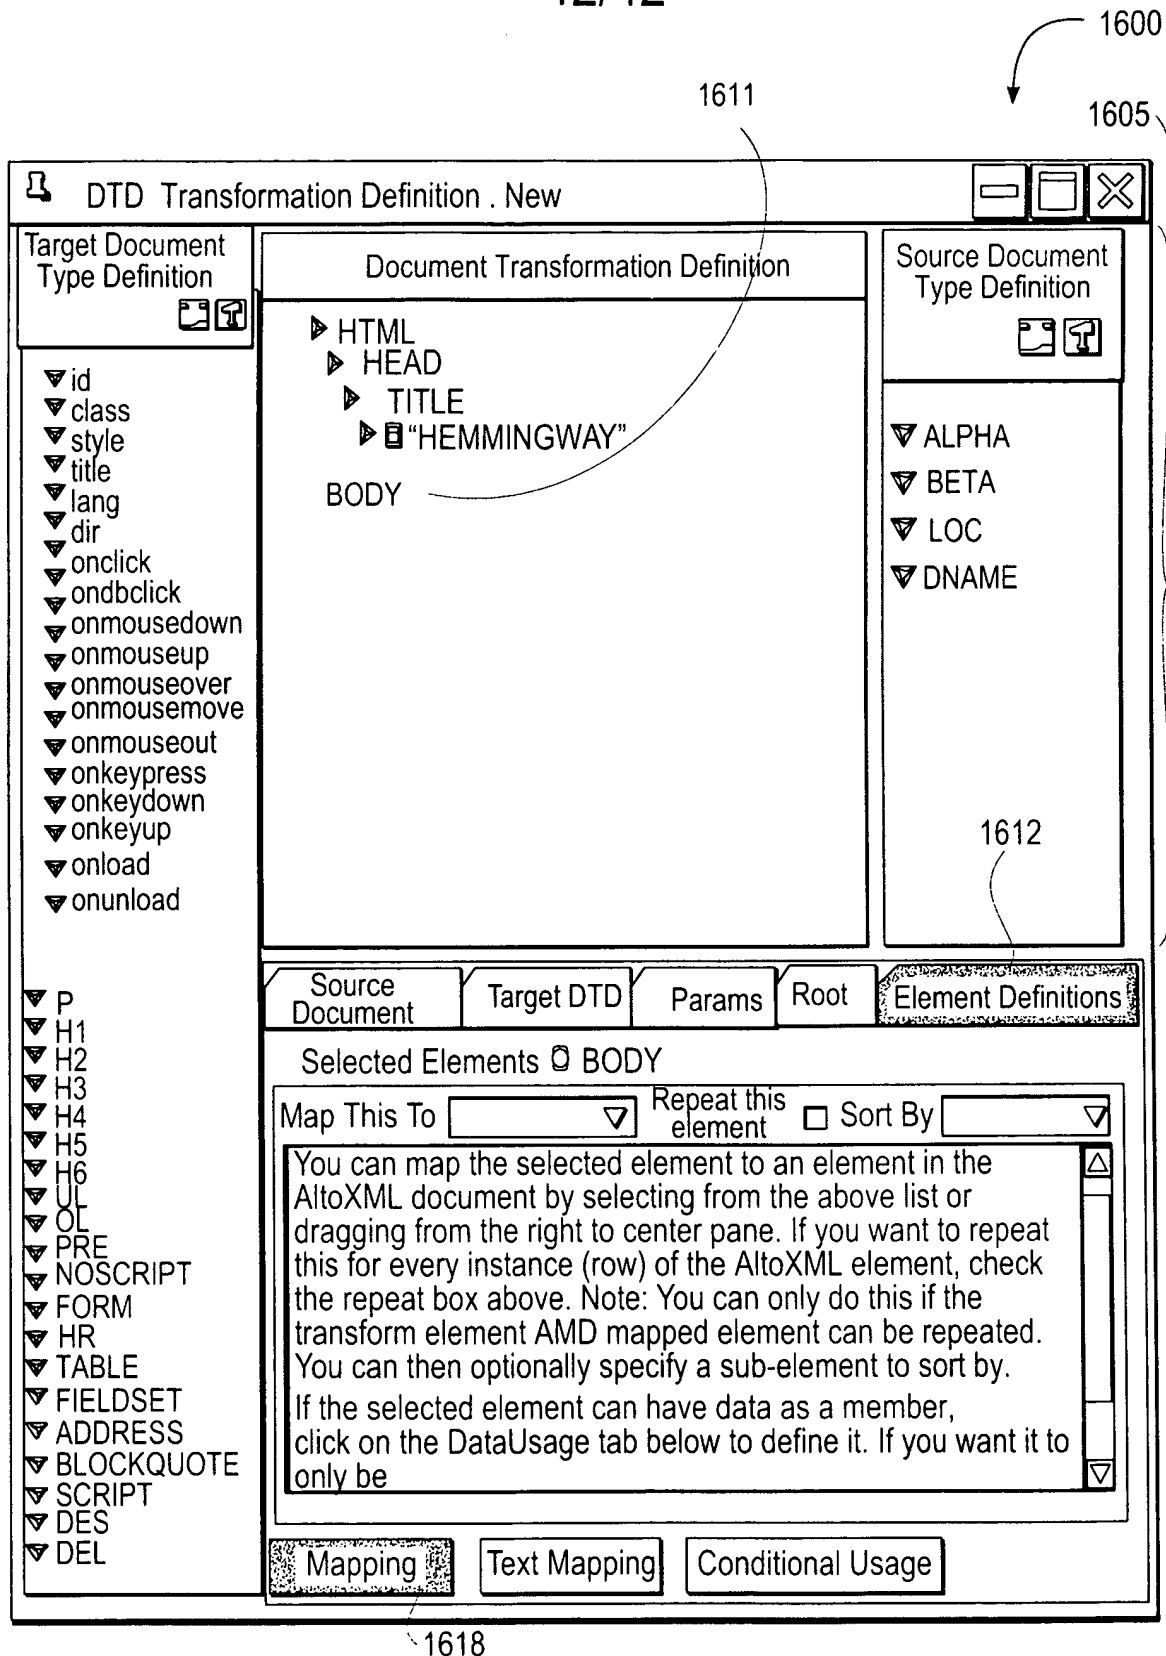 12/12
1600
1611
1605
DTD Transformation Definition . New
Target Document
Type Definition
Document Transformation Definition
Source Document
Type Definition
HTML
HEAD
TITLE
"HEMMINGWAY"
BODY
id
class
style
title
lang
dir
onclick
ondbclick
onmousedown
onmouseup
onmouseover
onmousemove
onmouseout
onkeypress
onkeydown
onkeyup
onload
onunload
ALPHA
BETA
LOC
DNAME
1612
P
H1
H2
H3
H4
H5
H6
UL
OL
PRE
NOSCRIPT
FORM
HR
TABLE
FIELDSET
ADDRESS
BLOCKQUOTE
SCRIPT
DES
DEL
Source
Document
Target DTD
Params
Root
Element Definitions
Selected Elements BODY
Map This To
Repeat this
element
Sort By
You can map the selected element to an element in the
AltoXML document by selecting from the above list or
dragging from the right to center pane. If you want to repeat
this for every instance (row) of the AltoXML element, check
the repeat box above. Note: You can only do this if the
transform element AMD mapped element can be repeated.
You can then optionally specify a sub-element to sort by.
If the selected element can have data as a member,
click on the DataUsage tab below to define it. If you want it to
only be
Mapping
Text Mapping
Conditional Usage
1618